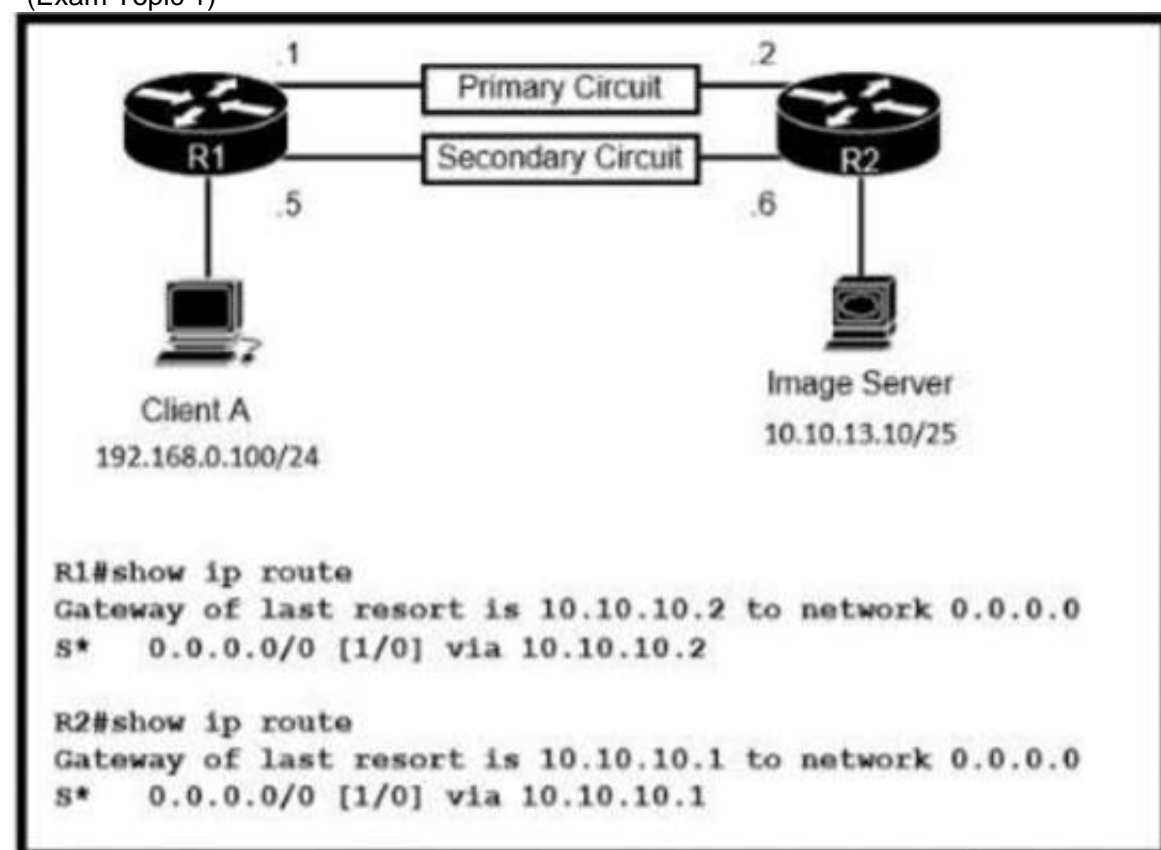 (Exam Topic 1)
.1
.2
Primary Circuit
R1
Secondary Circuit
R2
.5
.6
Client A
192.168.0.100/24
Image Server
10.10.13.10/25
R1#show ip route
Gateway of last resort is 10.10.10.2 to network 0.0.0.0
S* 0.0.0.0/0 [1/0] via 10.10.10.2
R2#show ip route
Gateway of last resort is 10.10.10.1 to network 0.0.0.0
S* 0.0.0.0/0 [1/0] via 10.10.10.1